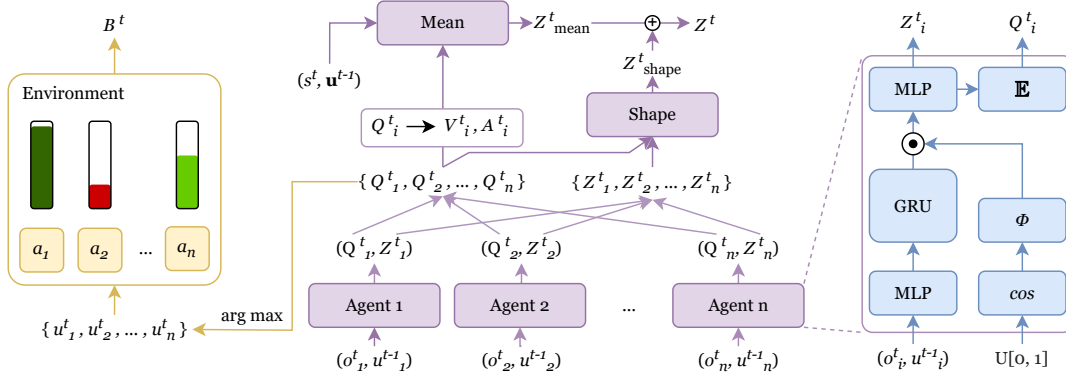 B^t
Environment
a_1
a_2
...
a_n
{ u^t_1 , u^t_2 , ... , u^t_n }
arg max
Mean
Z^t_mean
Z^t
(s^t, u^{t-1})
Z^t_shape
Shape
Q^t_i → V^t_i , A^t_i
{ Q^t_1 , Q^t_2 , ... , Q^t_n }
{ Z^t_1 , Z^t_2 , ... , Z^t_n }
(Q^t_1, Z^t_1)
(Q^t_2, Z^t_2)
(Q^t_n, Z^t_n)
Agent 1
Agent 2
...
Agent n
(o^t_1, u^{t-1}_1)
(o^t_2, u^{t-1}_2)
(o^t_n, u^{t-1}_n)
Z^t_i
Q^t_i
MLP
𝔼
GRU
Φ
MLP
cos
(o^t_i, u^{t-1}_i)
U[0, 1]